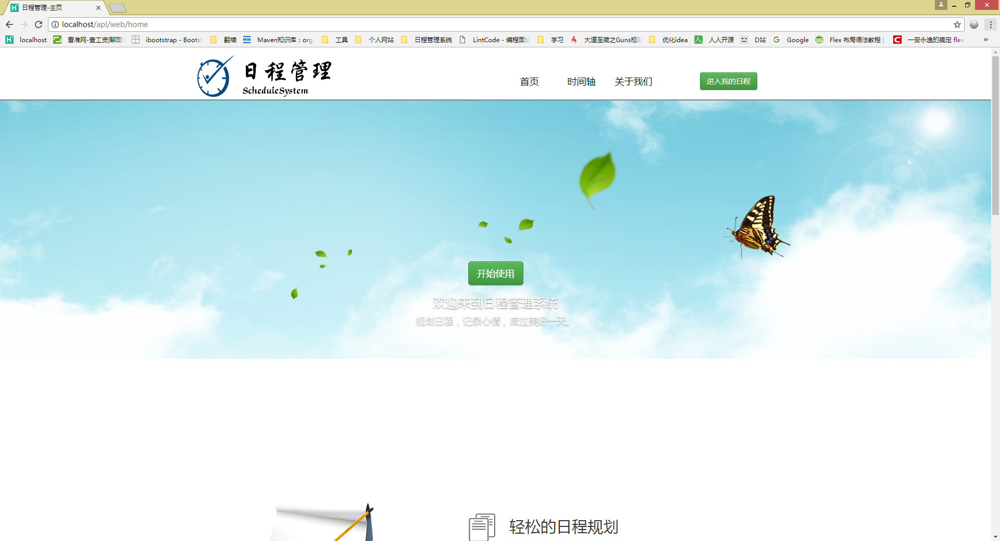 日程管理-主页
localhost/api/web/home
localhost 看准网-查工资|聊面 ibootstrap - Bootst 翻墙 Maven知识库：org 工具 个人网站 日程管理系统 LintCode - 编程面试 学习 大道至简之Guns框架 优化idea 人人开源 D站 Google Flex 布局语法教程 | 一劳永逸的搞定 flex »
日程管理
ScheduleSystem
首页 时间轴 关于我们 进入我的日程
开始使用
欢迎来到日程管理系统
规划日程，记录心情，度过美好一天。
轻松的日程规划